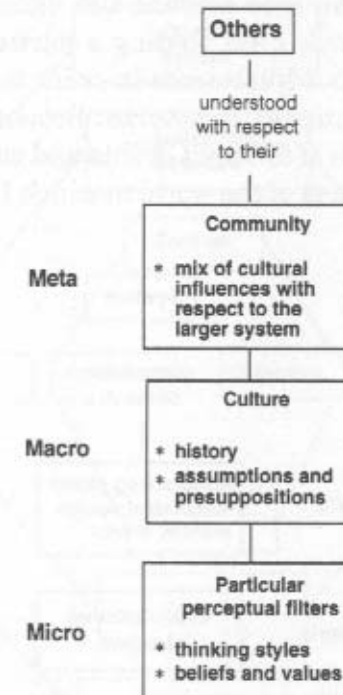 Others
understood
with respect
to their
Community
Meta
* mix of cultural
influences with
respect to the
larger system
Culture
Macro
* history
* assumptions and
presuppositions
Particular
perceptual filters
Micro
* thinking styles
* beliefs and values